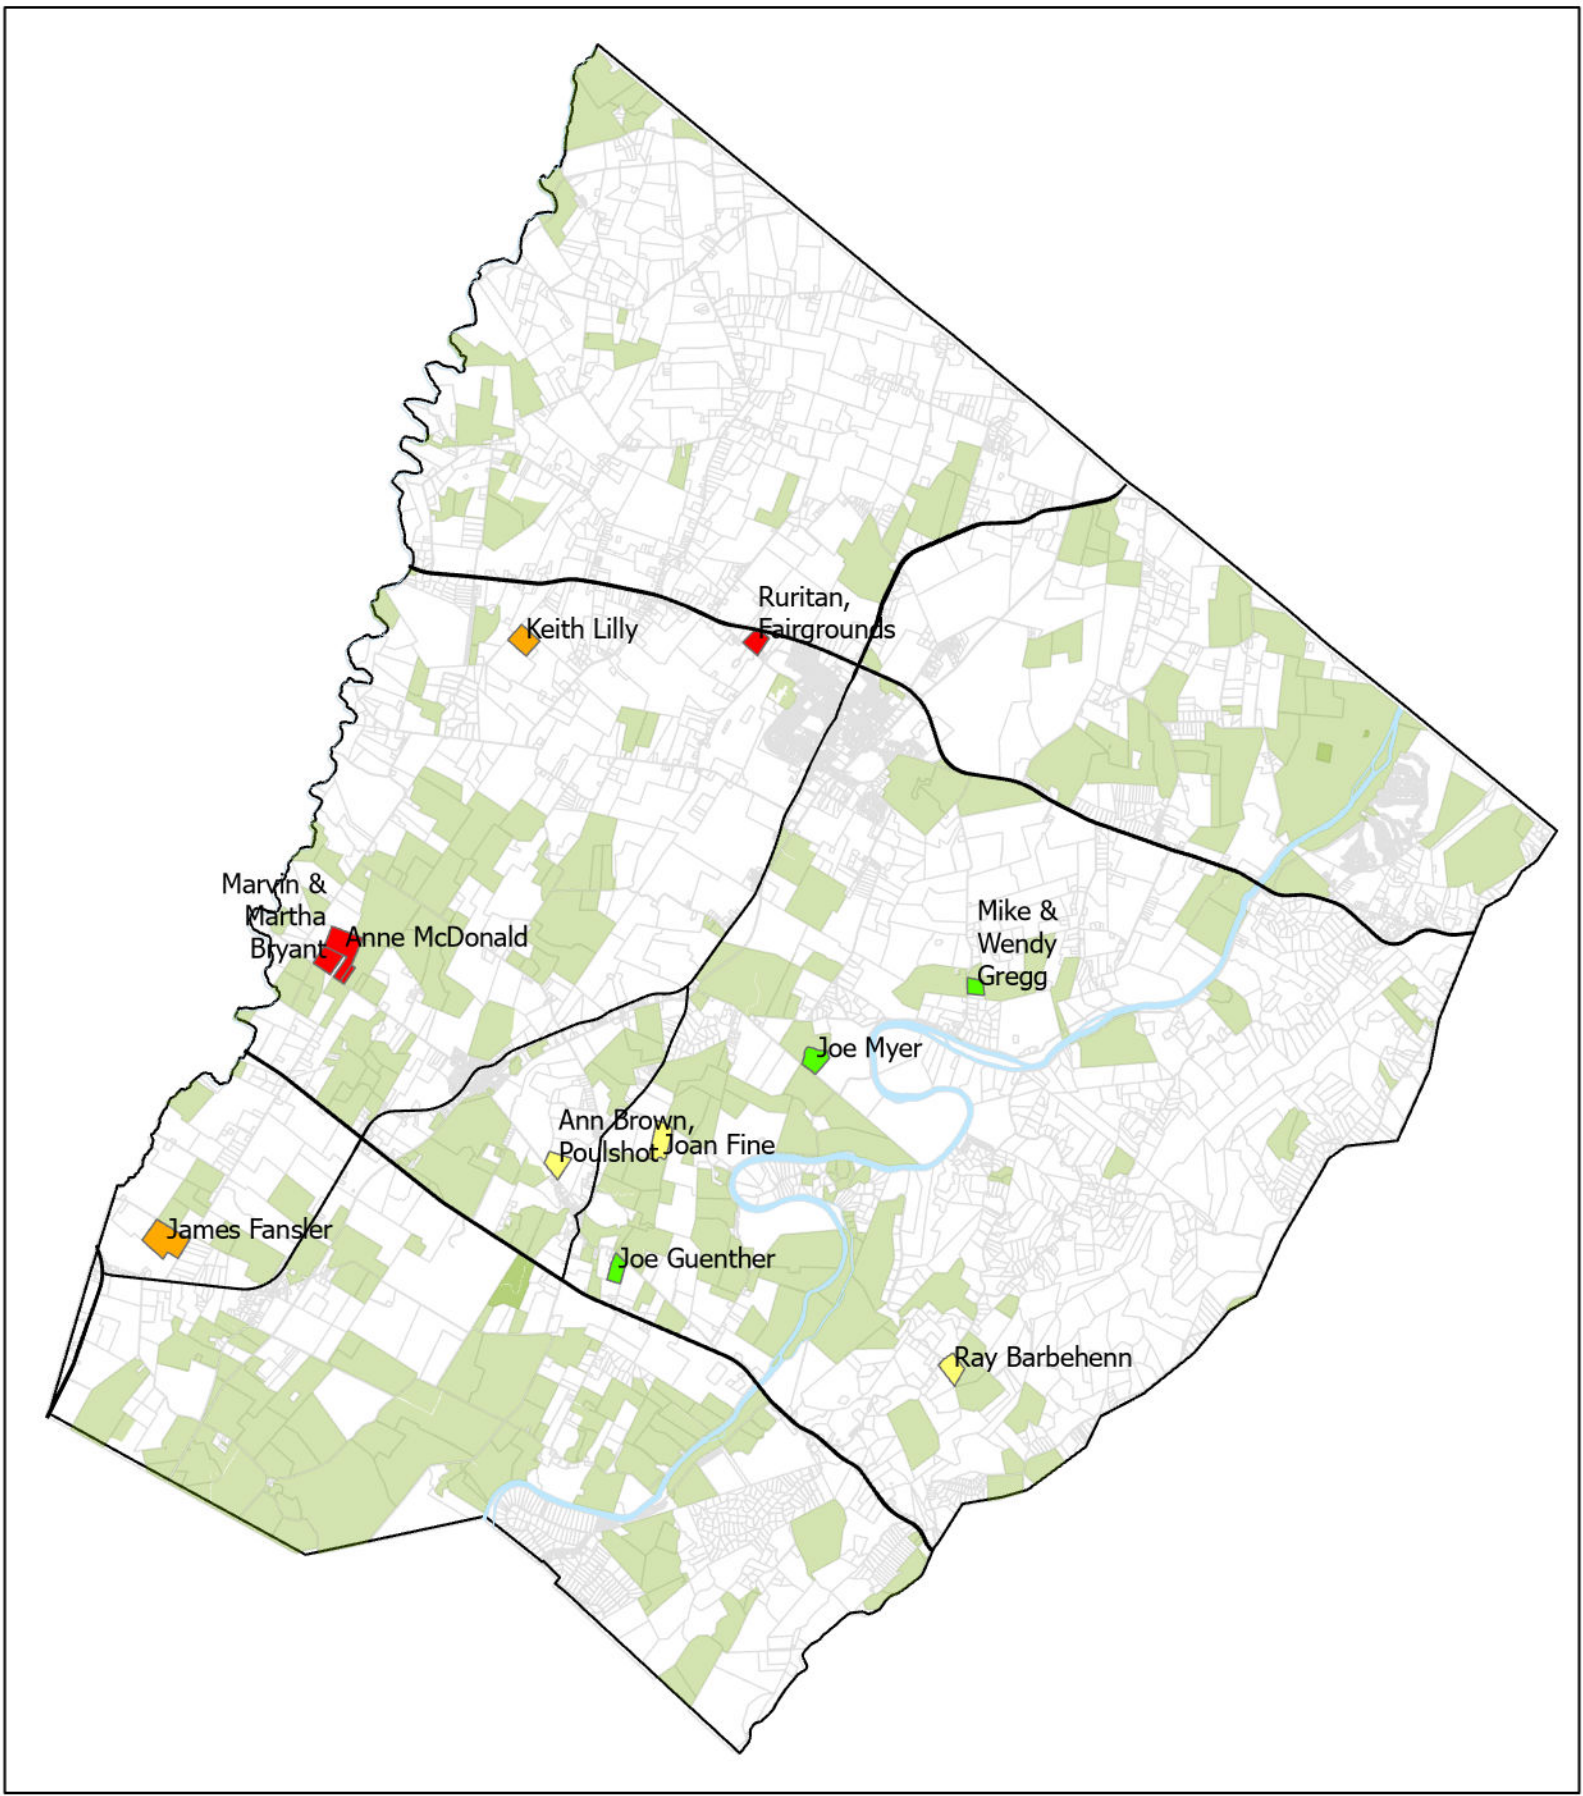 Ruritan,
Fairgrounds
Keith Lilly
Marvin &
Martha
Bryant
Anne McDonald
Mike &
Wendy
Gregg
Joe Myer
Ann Brown,
Poulshot
Joan Fine
James Fansler
Joe Guenther
Ray Barbehenn